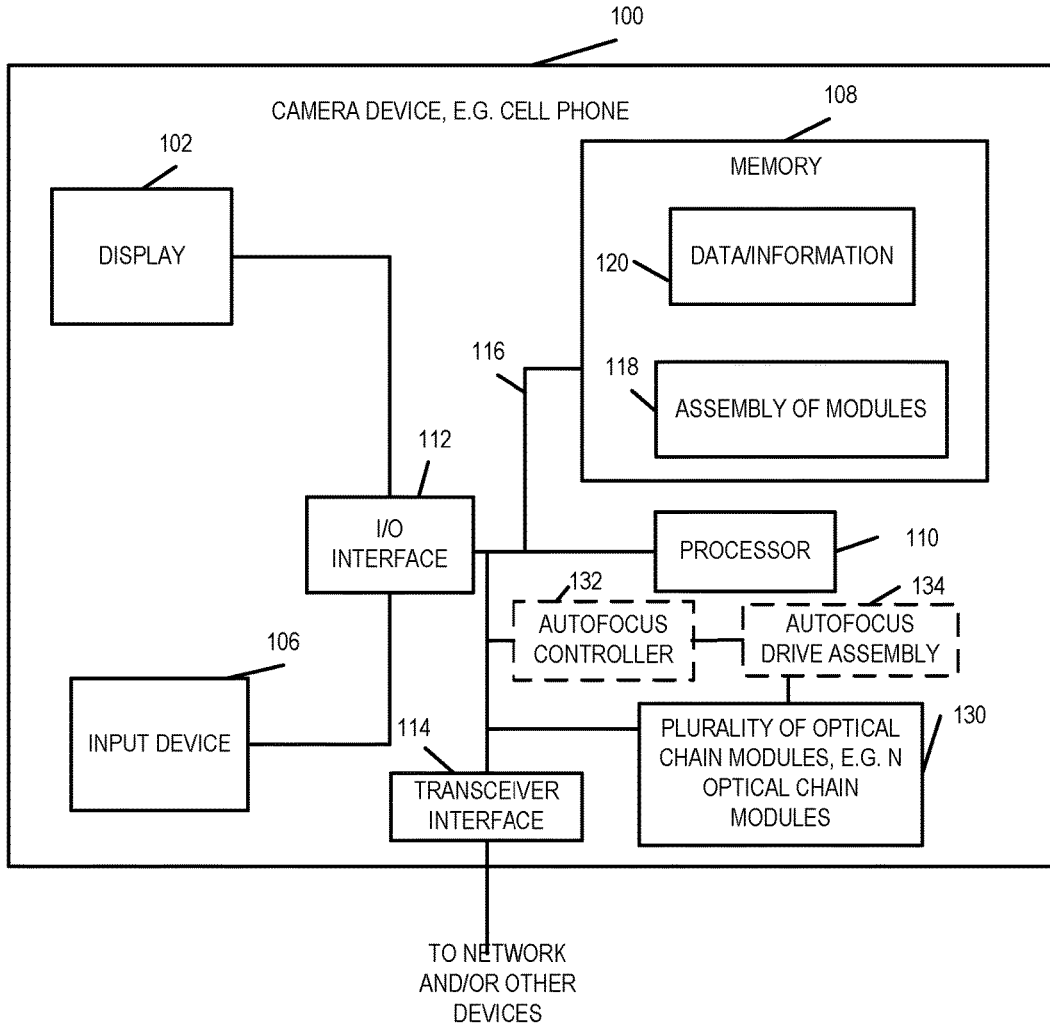 100
CAMERA DEVICE, E.G. CELL PHONE
108
102
MEMORY
DISPLAY
DATA/INFORMATION
120
116
118
ASSEMBLY OF MODULES
112
I/O
INTERFACE
PROCESSOR
110
132
134
AUTOFOCUS
CONTROLLER
AUTOFOCUS
DRIVE ASSEMBLY
106
INPUT DEVICE
114
TRANSCEIVER
INTERFACE
PLURALITY OF OPTICAL
CHAIN MODULES, E.G. N
OPTICAL CHAIN
MODULES
130
TO NETWORK
AND/OR OTHER
DEVICES